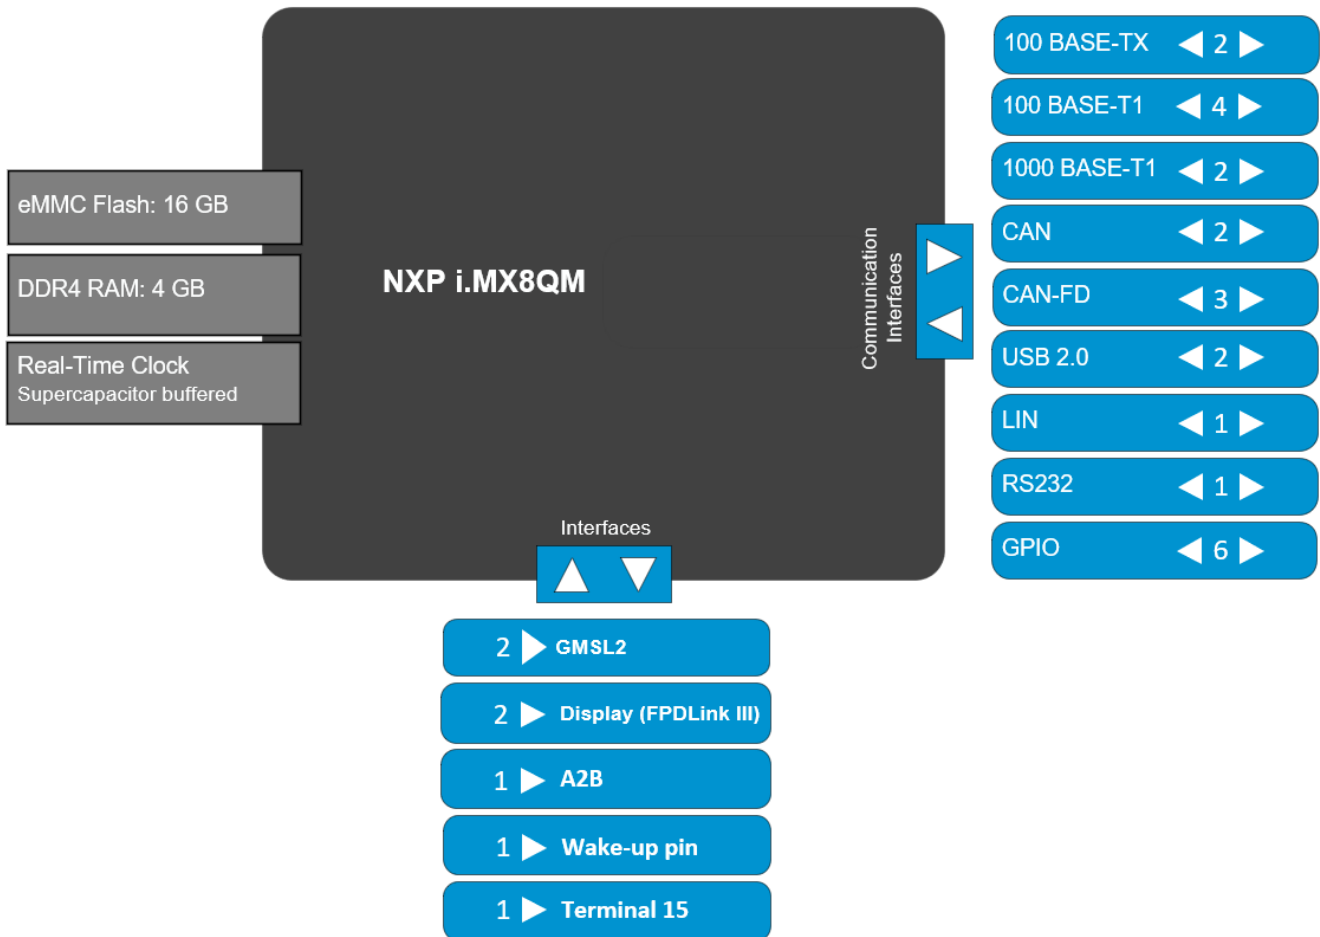 eMMC Flash: 16 GB
DDR4 RAM: 4 GB
Real-Time Clock
Supercapacitor buffered
NXP i.MX8QM
Communication
Interfaces
100 BASE-TX 2
100 BASE-T1 4
1000 BASE-T1 2
CAN 2
CAN-FD 3
USB 2.0 2
LIN 1
RS232 1
GPIO 6
Interfaces
2 GMSL2
2 Display (FPDLink III)
1 A2B
1 Wake-up pin
1 Terminal 15